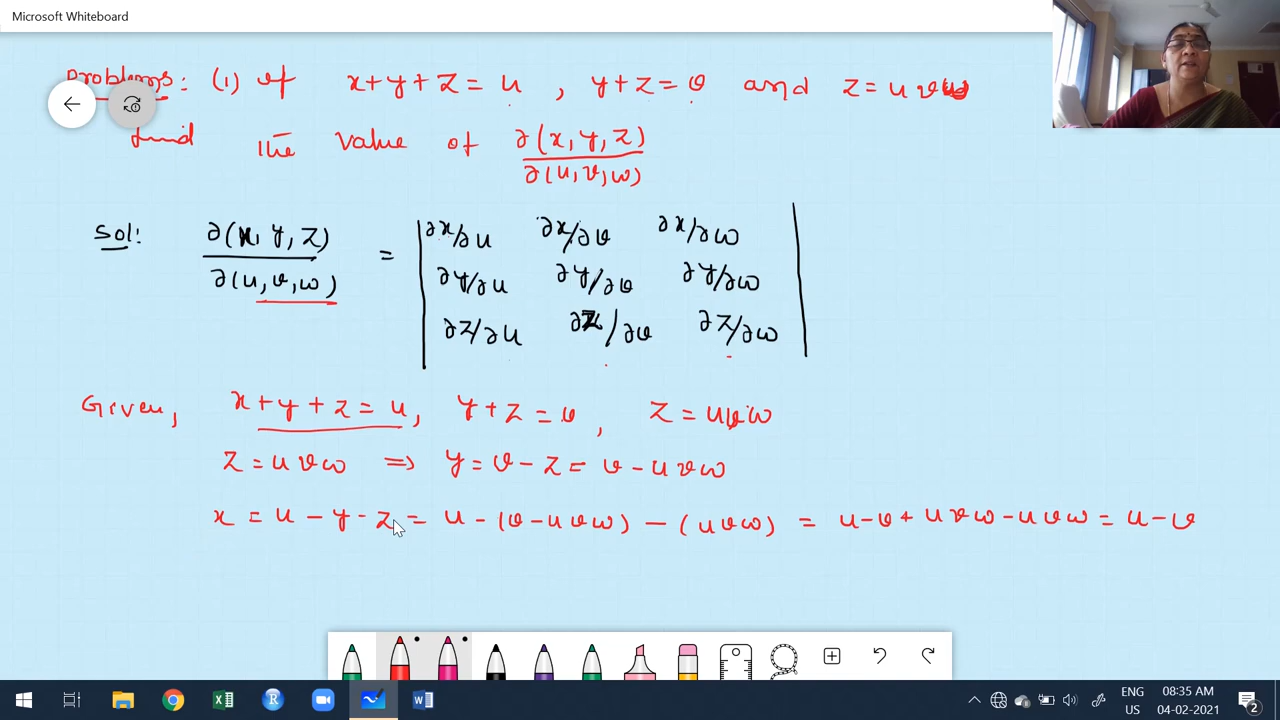 Microsoft Whiteboard
Problems: (1) If x+y+z = u , y+z = v and z = uvw
find the value of ∂(x,y,z)/∂(u,v,w)
Sol: ∂(x,y,z)/∂(u,v,w) = | ∂x/∂u ∂x/∂v ∂x/∂w |
| ∂y/∂u ∂y/∂v ∂y/∂w |
| ∂z/∂u ∂z/∂v ∂z/∂w |
Given, x+y+z = u, y+z = v, z = uvw
z = uvw ⇒ y = v-z = v-uvw
x = u-y-z = u-(v-uvw)-(uvw) = u-v+uvw-uvw = u-v
ENG 08:35 AM
US 04-02-2021 2